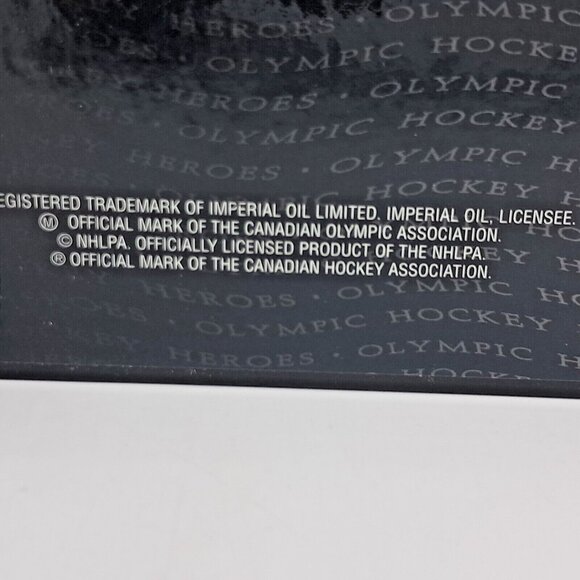 OLYMPIC
HEROES · OLYMPIC HOCKEY
HEROES · OLYMPIC
OLYMPIC HOCKEY
HEROES · OLYMPIC H
REGISTERED TRADEMARK OF IMPERIAL OIL LIMITED. IMPERIAL OIL, LICENSEE.
Ⓜ OFFICIAL MARK OF THE CANADIAN OLYMPIC ASSOCIATION.
© NHLPA. OFFICIALLY LICENSED PRODUCT OF THE NHLPA.
® OFFICIAL MARK OF THE CANADIAN HOCKEY ASSOCIATION.
HEROES · OLYMPIC HO
OLYMPIC HOCKEY
HEROES · OLYMPIC H
HOCKEY